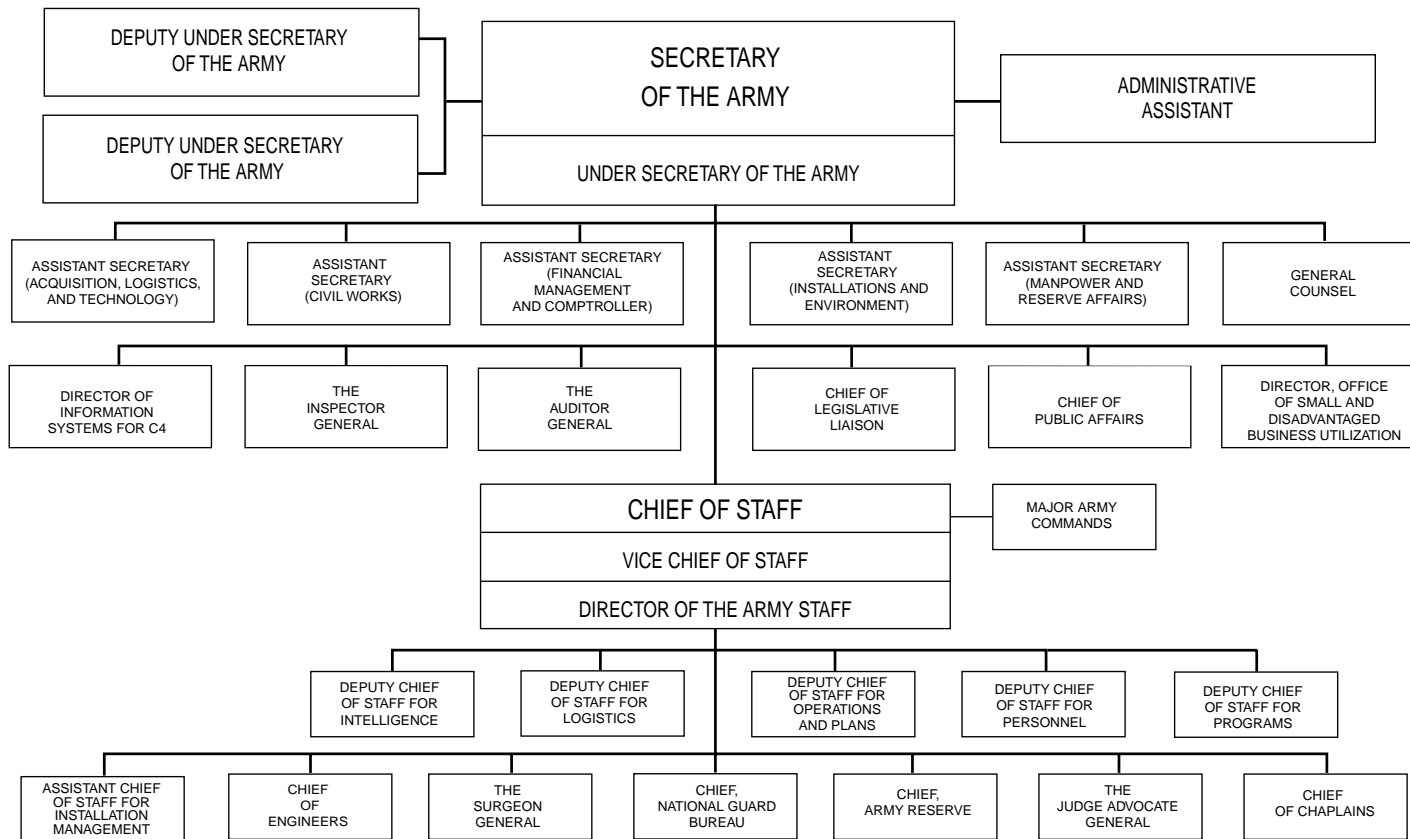 DEPUTY UNDER SECRETARY
OF THE ARMY
SECRETARY
OF THE ARMY
ADMINISTRATIVE
ASSISTANT
DEPUTY UNDER SECRETARY
OF THE ARMY
UNDER SECRETARY OF THE ARMY
ASSISTANT SECRETARY
(ACQUISITION, LOGISTICS,
AND TECHNOLOGY)
ASSISTANT
SECRETARY
(CIVIL WORKS)
ASSISTANT SECRETARY
(FINANCIAL
MANAGEMENT
AND COMPTROLLER)
ASSISTANT
SECRETARY
(INSTALLATIONS AND
ENVIRONMENT)
ASSISTANT SECRETARY
(MANPOWER AND
RESERVE AFFAIRS)
GENERAL
COUNSEL
DIRECTOR OF
INFORMATION
SYSTEMS FOR C4
THE
INSPECTOR
GENERAL
THE
AUDITOR
GENERAL
CHIEF OF
LEGISLATIVE
LIAISON
CHIEF OF
PUBLIC AFFAIRS
DIRECTOR, OFFICE
OF SMALL AND
DISADVANTAGED
BUSINESS UTILIZATION
CHIEF OF STAFF
MAJOR ARMY
COMMANDS
VICE CHIEF OF STAFF
DIRECTOR OF THE ARMY STAFF
DEPUTY CHIEF
OF STAFF FOR
INTELLIGENCE
DEPUTY CHIEF
OF STAFF FOR
LOGISTICS
DEPUTY CHIEF
OF STAFF FOR
OPERATIONS
AND PLANS
DEPUTY CHIEF
OF STAFF FOR
PERSONNEL
DEPUTY CHIEF
OF STAFF FOR
PROGRAMS
ASSISTANT CHIEF
OF STAFF FOR
INSTALLATION
MANAGEMENT
CHIEF
OF
ENGINEERS
THE
SURGEON
GENERAL
CHIEF,
NATIONAL GUARD
BUREAU
CHIEF,
ARMY RESERVE
THE
JUDGE ADVOCATE
GENERAL
CHIEF
OF CHAPLAINS